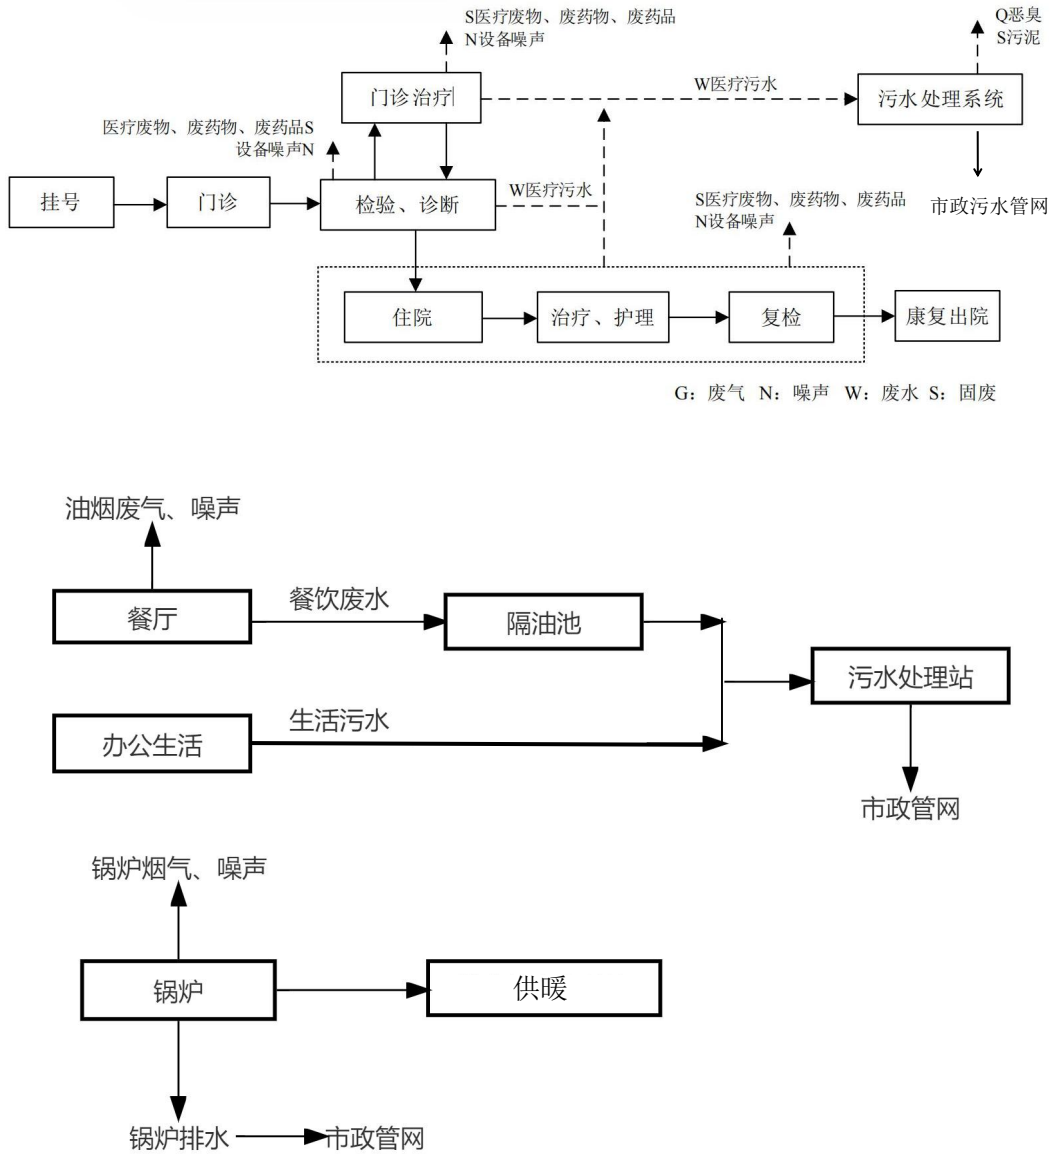 S医疗废物、废药物、废药品
N设备噪声
Q恶臭
S污泥
门诊治疗
W医疗污水
污水处理系统
医疗废物、废药物、废药品S
设备噪声N
挂号
门诊
检验、诊断
W医疗污水
S医疗废物、废药物、废药品
N设备噪声
市政污水管网
住院
治疗、护理
复检
康复出院
G：废气 N：噪声 W：废水 S：固废
油烟废气、噪声
餐厅
餐饮废水
隔油池
污水处理站
办公生活
生活污水
市政管网
锅炉烟气、噪声
锅炉
供暖
锅炉排水
市政管网